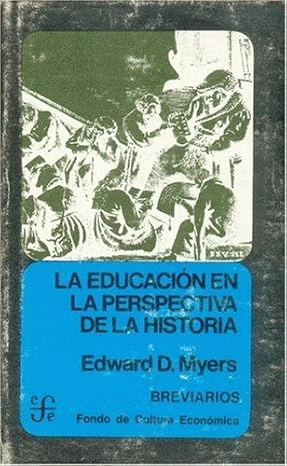 LA EDUCACIÓN EN
LA PERSPECTIVA
DE LA HISTORIA
Edward D. Myers
BREVIARIOS
Fondo de Cultura Económica